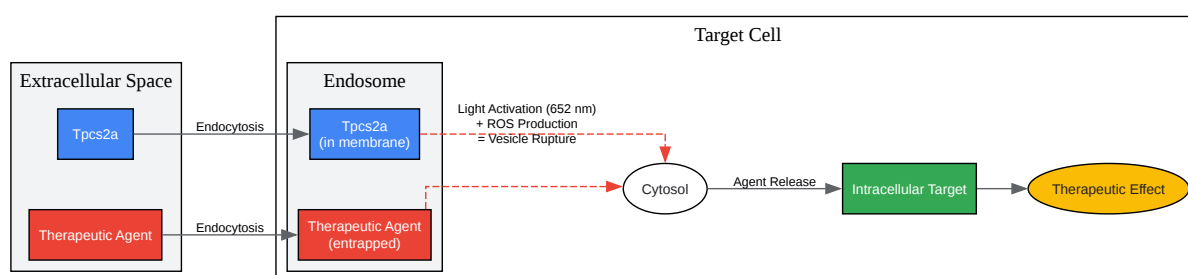 Target Cell
Extracellular Space
Endosome
Tpcs2a
Endocytosis
Tpcs2a
(in membrane)
Light Activation (652 nm)
+ ROS Production
= Vesicle Rupture
Therapeutic Agent
Endocytosis
Therapeutic Agent
(entrapped)
Cytosol
Agent Release
Intracellular Target
Therapeutic Effect